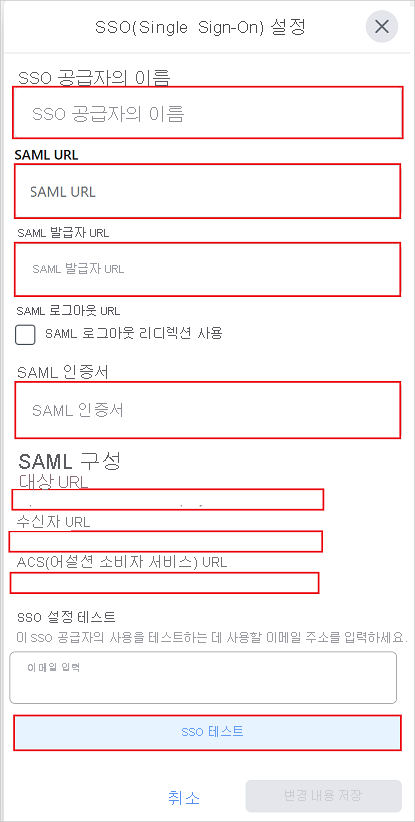 SSO(Single Sign-On) 설정
SSO 공급자의 이름
SSO 공급자의 이름
SAML URL
SAML URL
SAML 발급자 URL
SAML 발급자 URL
SAML 로그아웃 URL
SAML 로그아웃 리디렉션 사용
SAML 인증서
SAML 인증서
SAML 구성
대상 URL
수신자 URL
ACS(어설션 소비자 서비스) URL
SSO 설정 테스트
이 SSO 공급자의 사용을 테스트하는 데 사용할 이메일 주소를 입력하세요.
이메일 입력
SSO 테스트
취소
변경 내용 저장